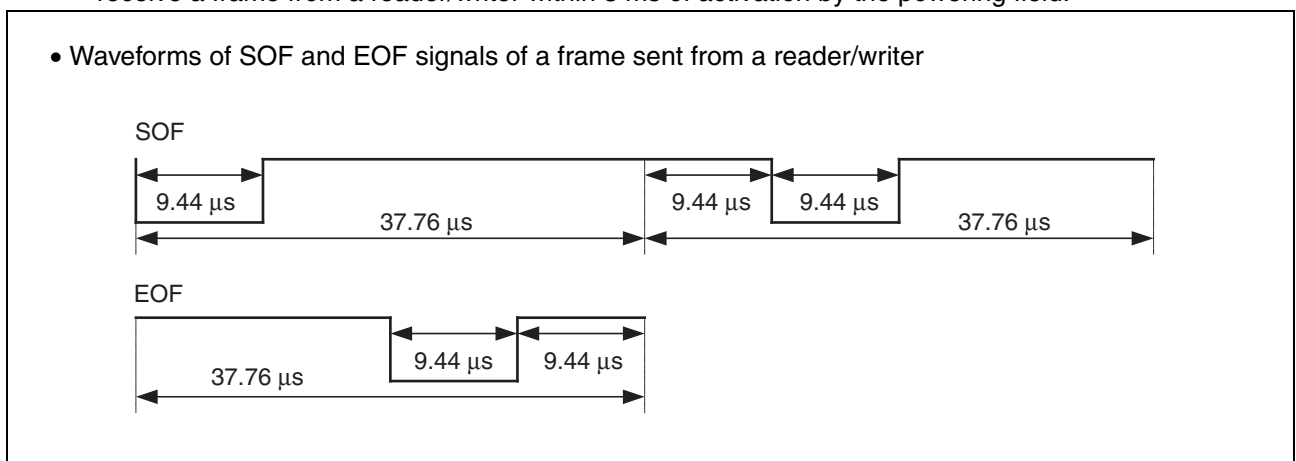 • Waveforms of SOF and EOF signals of a frame sent from a reader/writer
SOF
9.44 μs
9.44 μs
9.44 μs
37.76 μs
37.76 μs
EOF
9.44 μs
9.44 μs
37.76 μs